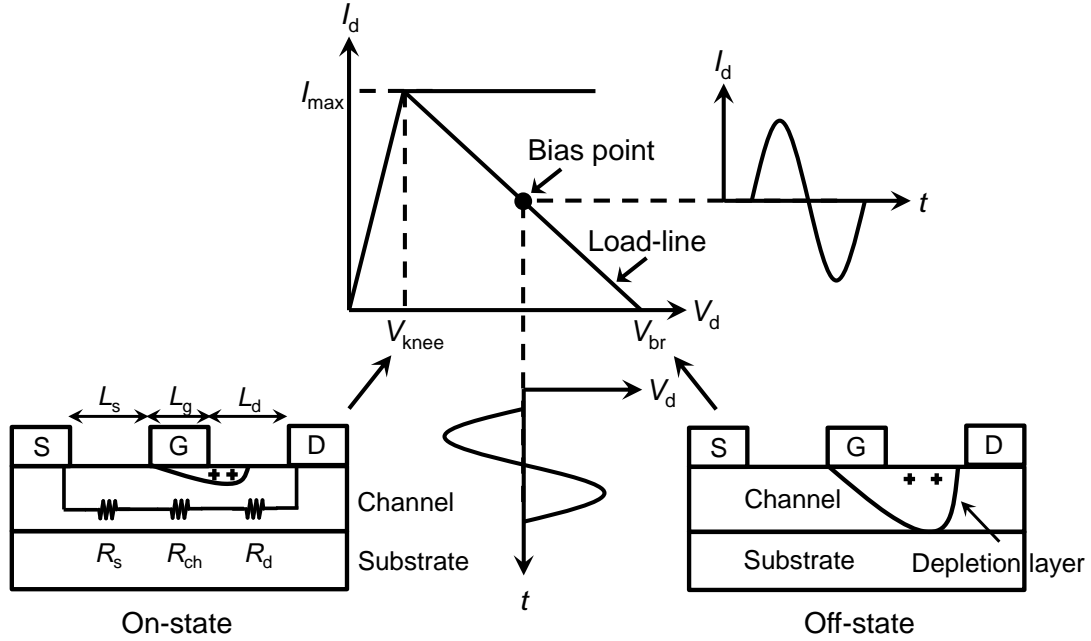 I_d
I_max
Bias point
Load-line
V_knee
V_br
V_d
I_d
t
V_d
t
L_s L_g L_d
S G D
+ +
Channel
R_s R_ch R_d
Substrate
On-state
S G D
+ +
Channel
Substrate
Depletion layer
Off-state